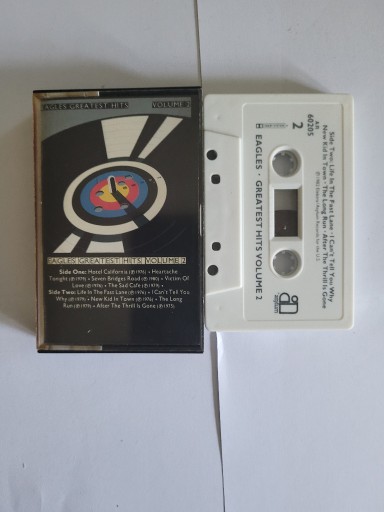 EAGLES GREATEST HITS VOLUME 2
EAGLES GREATEST HITS VOLUME 2
Side One: Hotel California (℗ 1976) • Heartache
Tonight (℗ 1979) • Seven Bridges Road (℗ 1980) • Victim Of
Love (℗ 1976) • The Sad Cafe (℗ 1979) •
Side Two: Life In The Fast Lane (℗ 1976) • I Can't Tell You
Why (℗ 1979) • New Kid In Town (℗ 1976) • The Long
Run (℗ 1979) • After The Thrill Is Gone (℗ 1975)
Side Two: Life In The Fast Lane • I Can't Tell You Why
New Kid In Town • The Long Run • After The Thrill Is Gone
60205
2
EAGLES • GREATEST HITS VOLUME 2
asylum